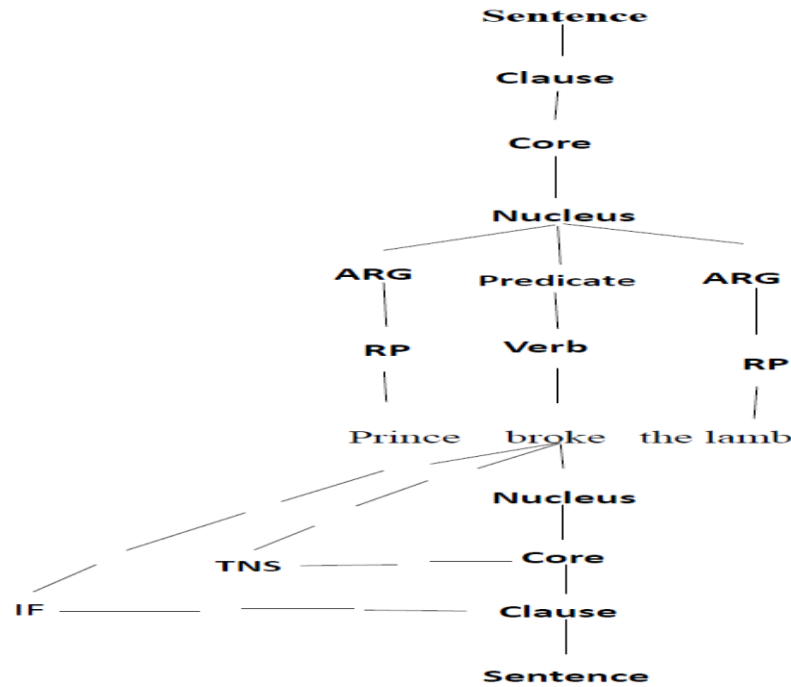 Sentence
Clause
Core
Nucleus
ARG Predicate ARG
RP Verb RP
Prince broke the lamb
Nucleus
TNS Core
IF Clause
Sentence